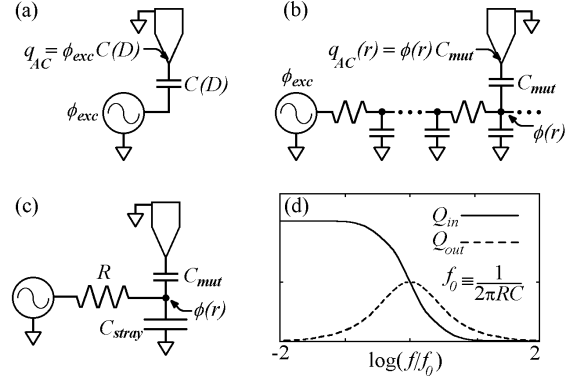 (a)
q_AC = ϕ_exc C(D)
C(D)
ϕ_exc
(b)
q_AC (r) = ϕ(r) C_mut
ϕ_exc
C_mut
ϕ(r)
(c)
R
C_mut
ϕ(r)
C_stray
(d)
Q_in
Q_out
f_0 ≡ 1/2πRC
-2
2
log(f/f_0)